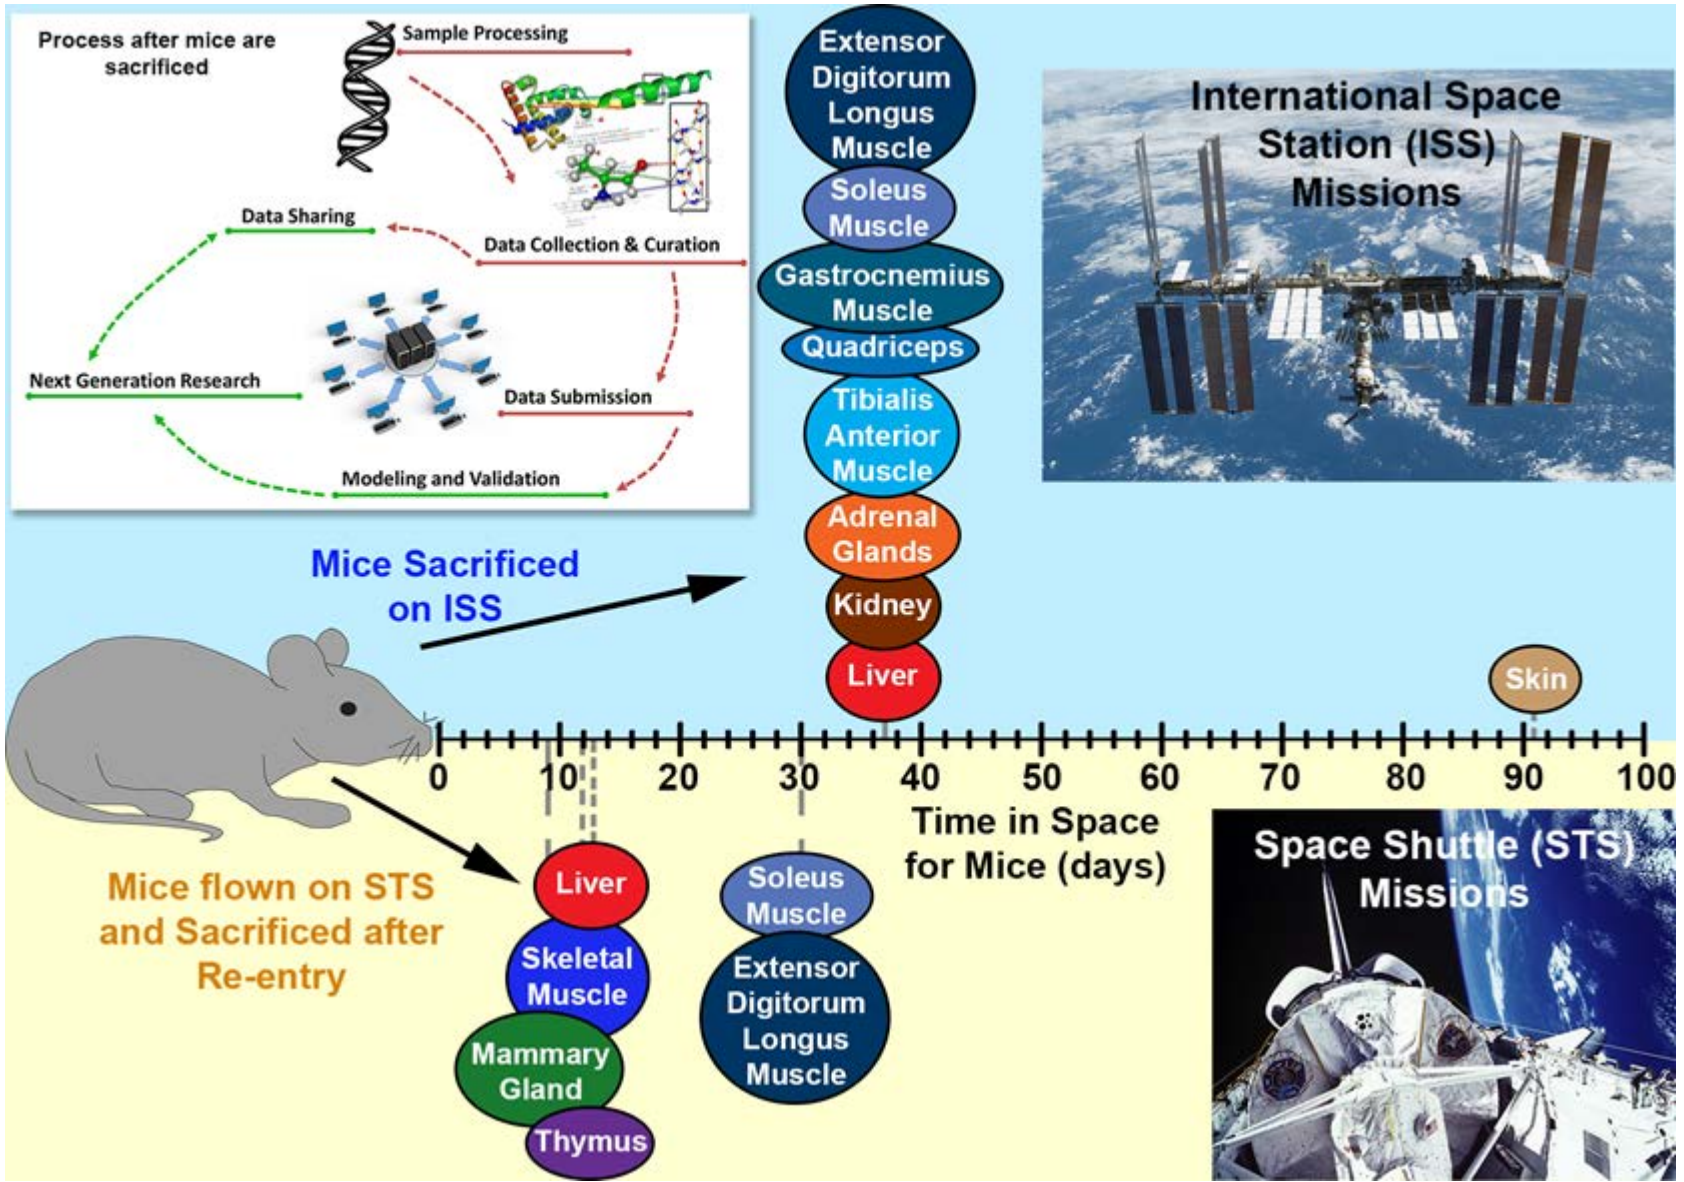 Process after mice are
sacrificed
Sample Processing
Data Sharing
Data Collection & Curation
Next Generation Research
Data Submission
Modeling and Validation
Extensor
Digitorum
Longus
Muscle
Soleus
Muscle
Gastrocnemius
Muscle
Quadriceps
Tibialis
Anterior
Muscle
Adrenal
Glands
Kidney
Liver
International Space
Station (ISS)
Missions
Mice Sacrificed
on ISS
Skin
0 10 20 30 40 50 60 70 80 90 100
Time in Space
for Mice (days)
Mice flown on STS
and Sacrificed after
Re-entry
Liver
Skeletal
Muscle
Mammary
Gland
Thymus
Soleus
Muscle
Extensor
Digitorum
Longus
Muscle
Space Shuttle (STS)
Missions